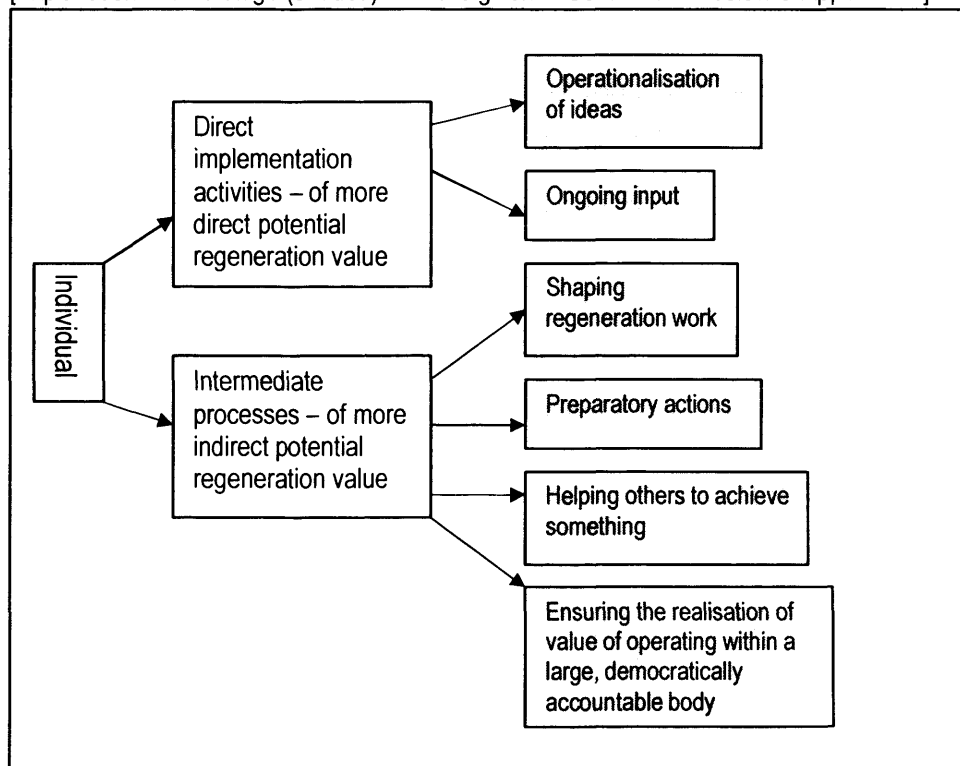 Individual
Direct
implementation
activities – of more
direct potential
regeneration value
Intermediate
processes – of more
indirect potential
regeneration value
Operationalisation
of ideas
Ongoing input
Shaping
regeneration work
Preparatory actions
Helping others to achieve
something
Ensuring the realisation of
value of operating within a
large, democratically
accountable body